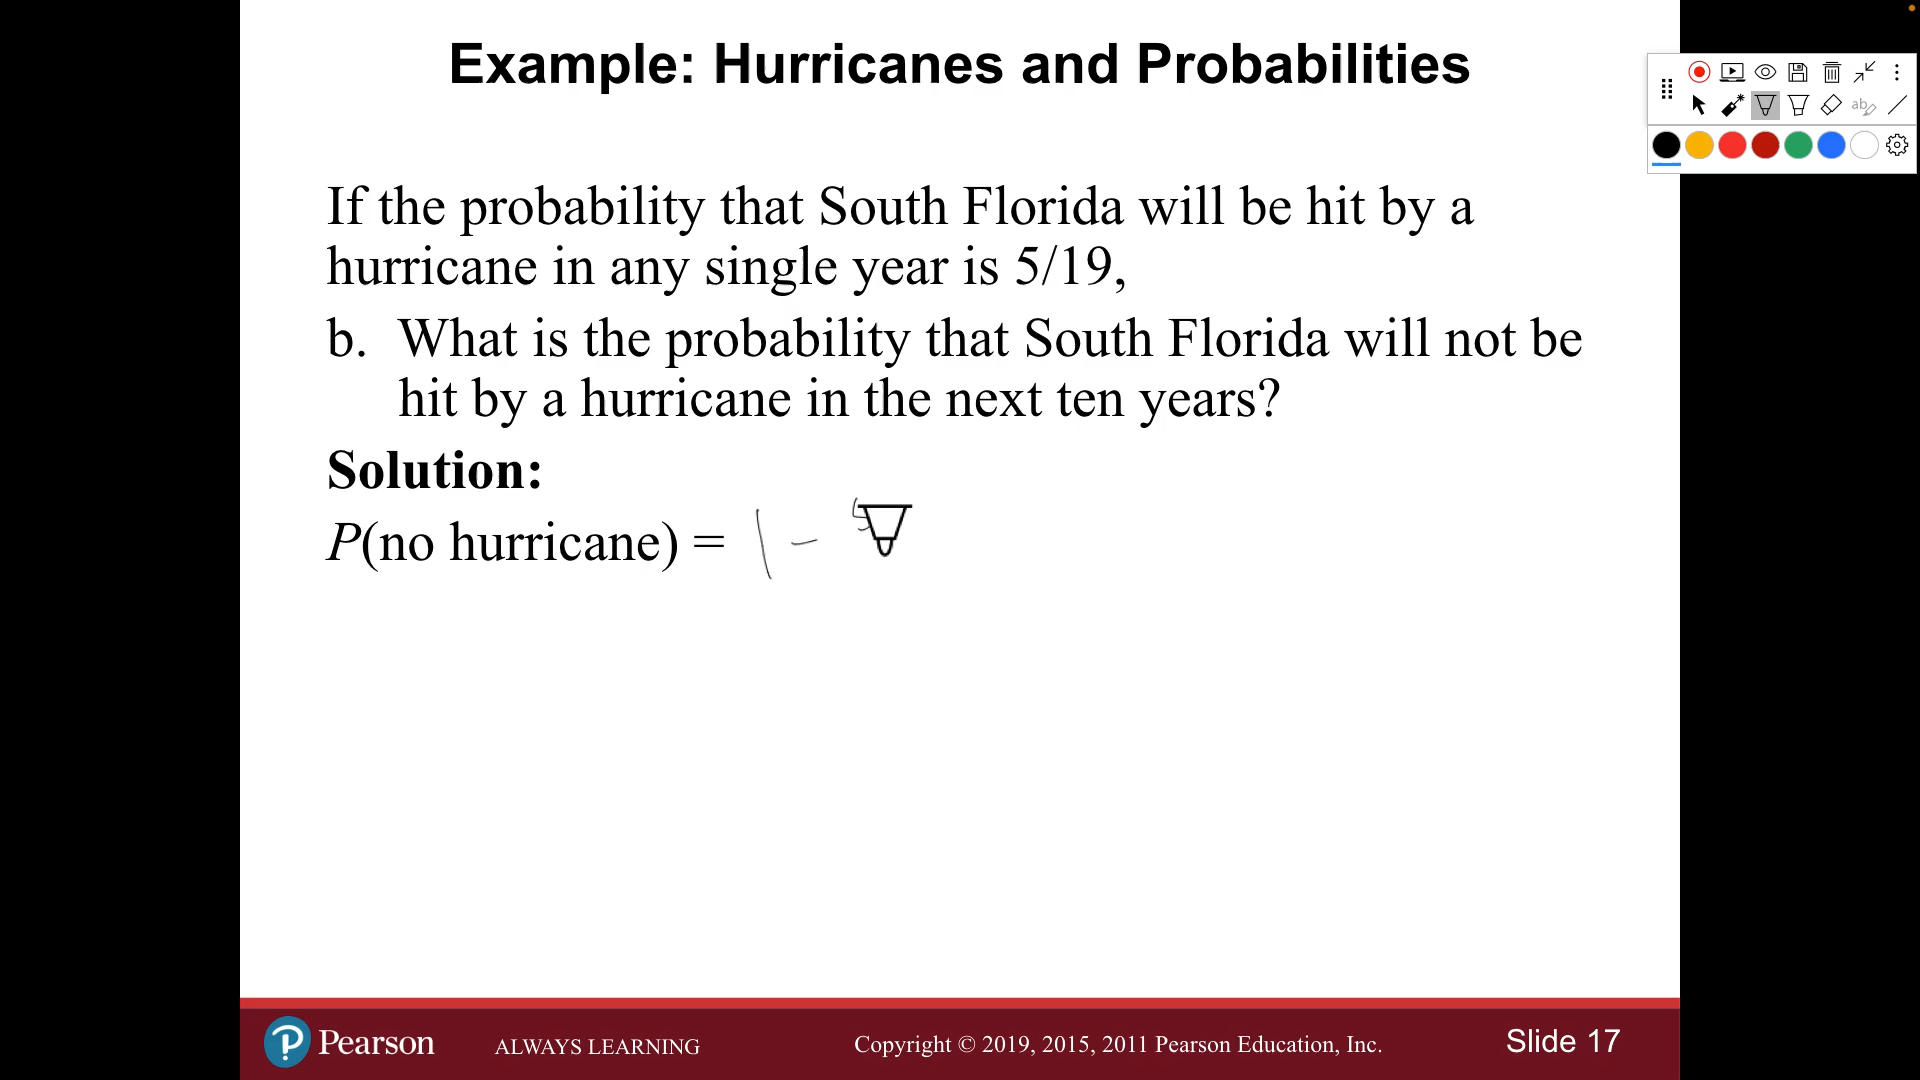 Example: Hurricanes and Probabilities
If the probability that South Florida will be hit by a
hurricane in any single year is 5/19,
b. What is the probability that South Florida will not be
hit by a hurricane in the next ten years?
Solution:
P(no hurricane) = 1 - 5
ab
Pearson
ALWAYS LEARNING
Copyright © 2019, 2015, 2011 Pearson Education, Inc.
Slide 17